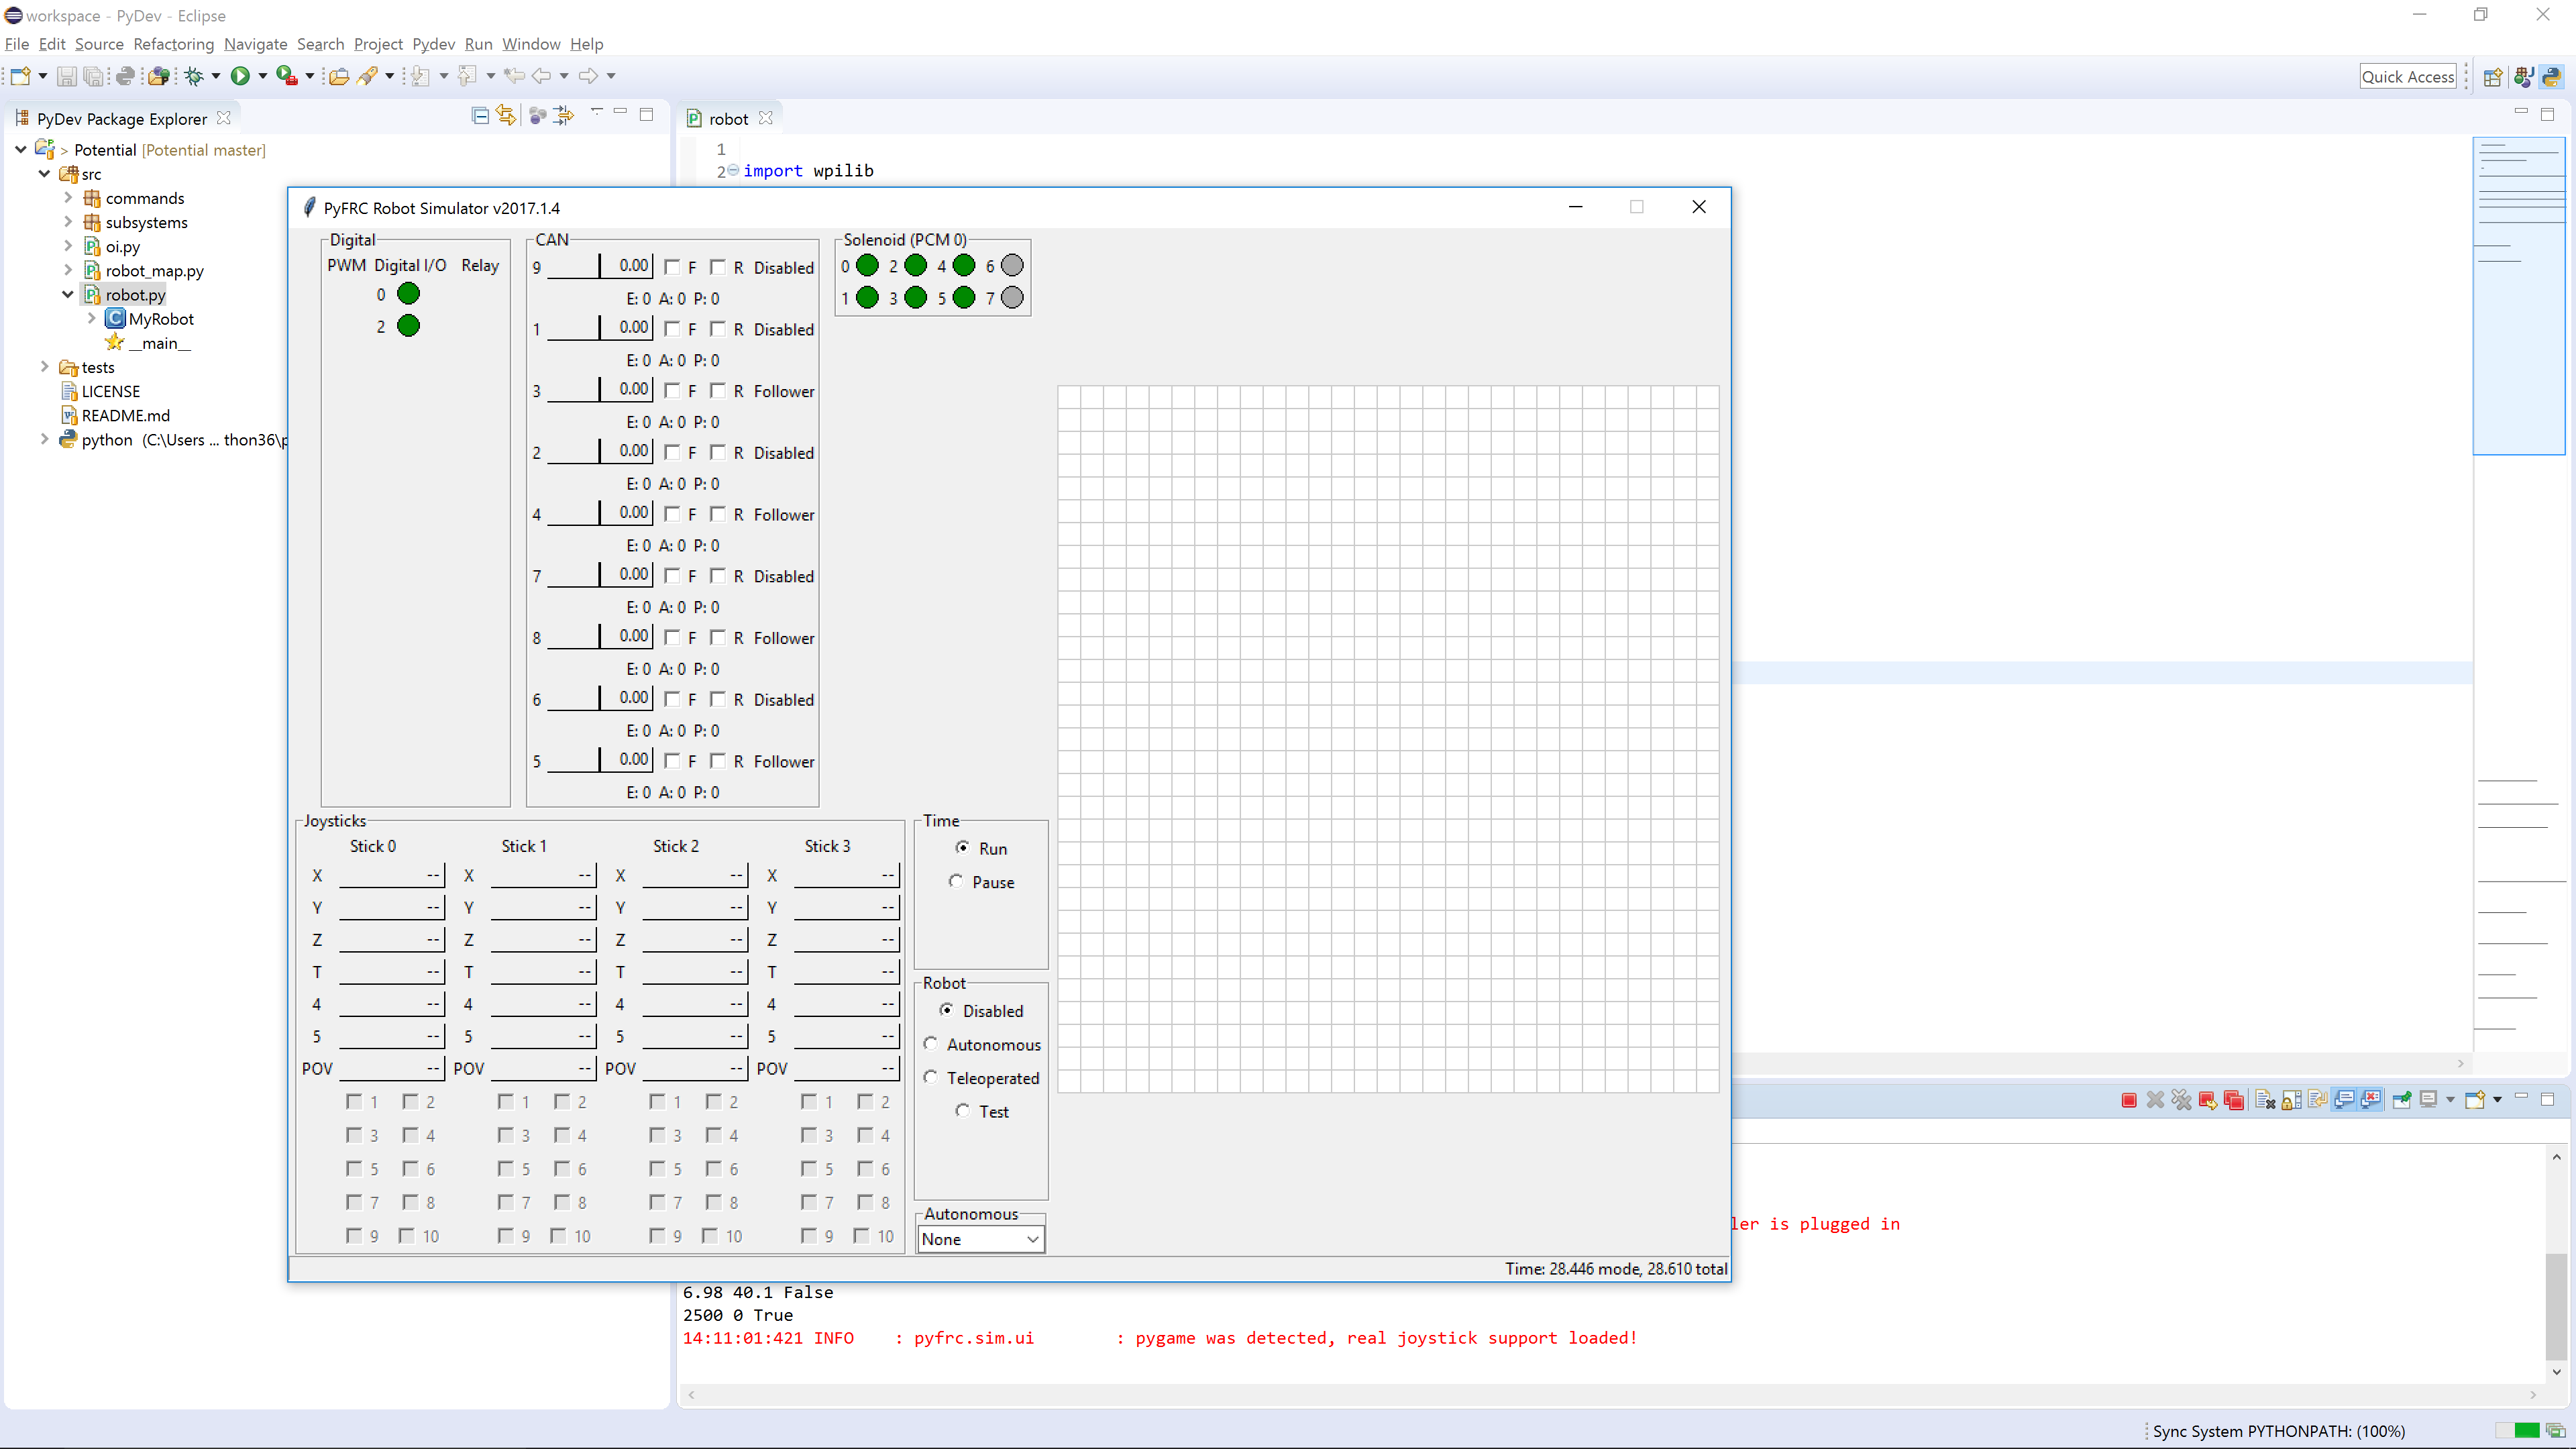 workspace - PyDev - Eclipse
File Edit Source Refactoring Navigate Search Project Pydev Run Window Help
Quick Access
PyDev Package Explorer
robot
> Potential [Potential master]
src
commands
subsystems
oi.py
robot_map.py
robot.py
MyRobot
__main__
tests
LICENSE
README.md
python (C:\Users ... thon36\p
1
2 import wpilib
PyFRC Robot Simulator v2017.1.4
Digital
PWM Digital I/O Relay
0
2
CAN
9 0.00 F R Disabled
E: 0 A: 0 P: 0
1 0.00 F R Disabled
E: 0 A: 0 P: 0
3 0.00 F R Follower
E: 0 A: 0 P: 0
2 0.00 F R Disabled
E: 0 A: 0 P: 0
4 0.00 F R Follower
E: 0 A: 0 P: 0
7 0.00 F R Disabled
E: 0 A: 0 P: 0
8 0.00 F R Follower
E: 0 A: 0 P: 0
6 0.00 F R Disabled
E: 0 A: 0 P: 0
5 0.00 F R Follower
E: 0 A: 0 P: 0
Solenoid (PCM 0)
0 2 4 6
1 3 5 7
Joysticks
Stick 0 Stick 1 Stick 2 Stick 3
X -- X -- X -- X --
Y -- Y -- Y -- Y --
Z -- Z -- Z -- Z --
T -- T -- T -- T --
4 -- 4 -- 4 -- 4 --
5 -- 5 -- 5 -- 5 --
POV -- POV -- POV -- POV --
1 2 1 2 1 2 1 2
3 4 3 4 3 4 3 4
5 6 5 6 5 6 5 6
7 8 7 8 7 8 7 8
9 10 9 10 9 10 9 10
Time
Run
Pause
Robot
Disabled
Autonomous
Teleoperated
Test
Autonomous
None
Time: 28.446 mode, 28.610 total
ler is plugged in
6.98 40.1 False
2500 0 True
14:11:01:421 INFO : pyfrc.sim.ui : pygame was detected, real joystick support loaded!
Sync System PYTHONPATH: (100%)